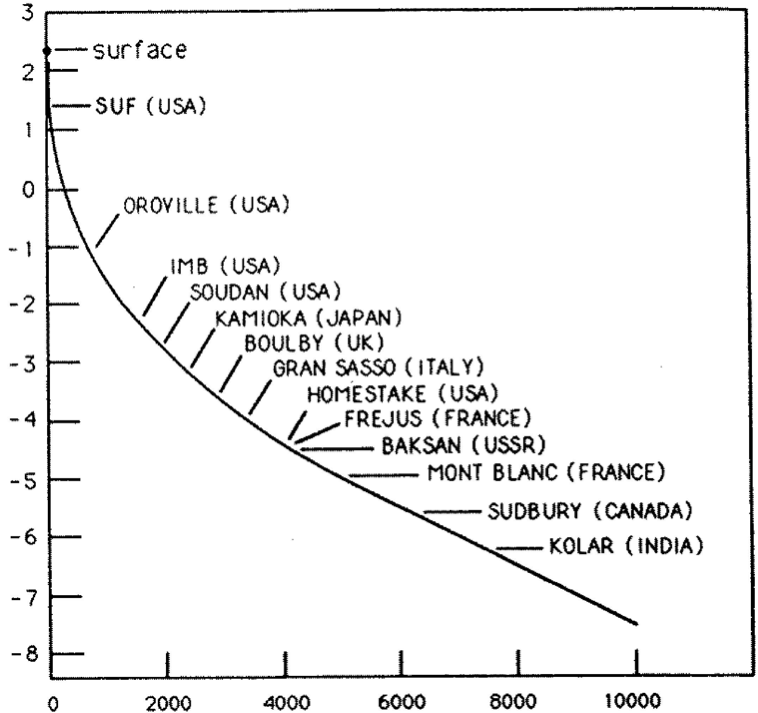 3
surface
2
SUF (USA)
1
0
OROVILLE (USA)
-1
IMB (USA)
-2
SOUDAN (USA)
KAMIOKA (JAPAN)
BOULBY (UK)
-3
GRAN SASSO (ITALY)
HOMESTAKE (USA)
-4
FREJUS (FRANCE)
BAKSAN (USSR)
-5
MONT BLANC (FRANCE)
SUDBURY (CANADA)
-6
KOLAR (INDIA)
-7
-8
0 2000 4000 6000 8000 10000